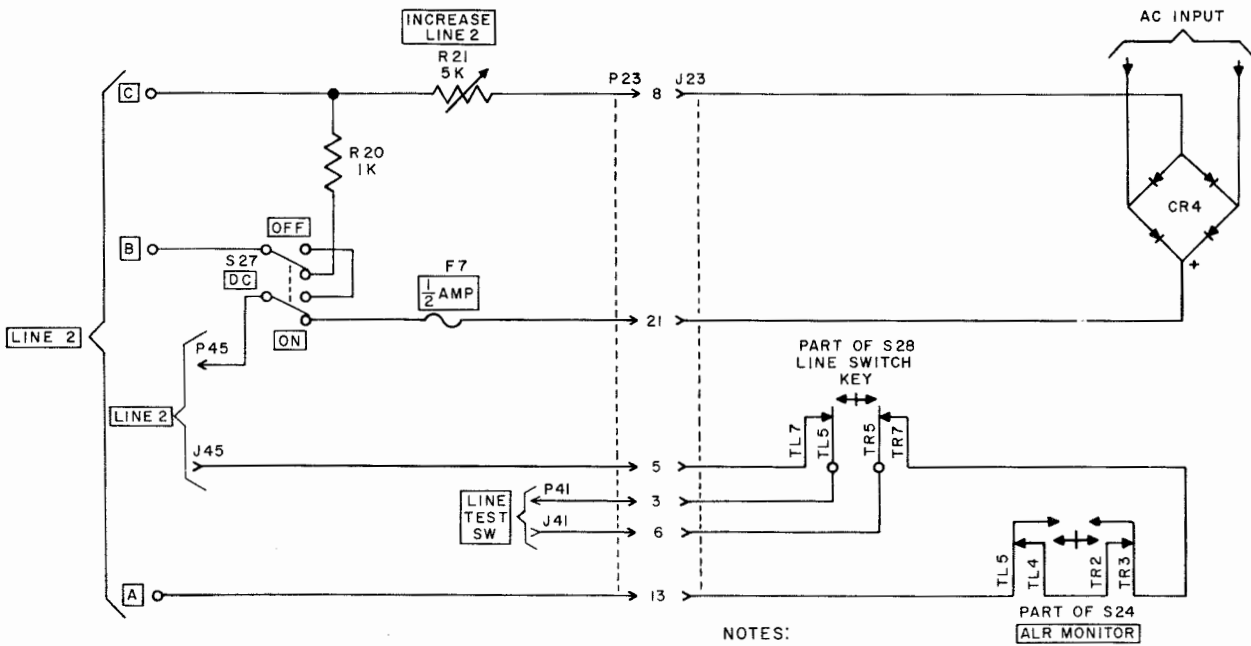 AC INPUT
INCREASE
LINE 2
R21
5K
P23
J23
C
8
R20
1K
CR4
OFF
B
S27
DC
F7
1/2 AMP
+
21
ON
LINE 2
P45
PART OF S28
LINE SWITCH
KEY
LINE 2
TL7
TL5
TR5
TR7
J45
5
P41
3
LINE
TEST
SW
J41
6
TL5
TL4
TR2
TR3
A
13
PART OF S24
NOTES:
ALR MONITOR